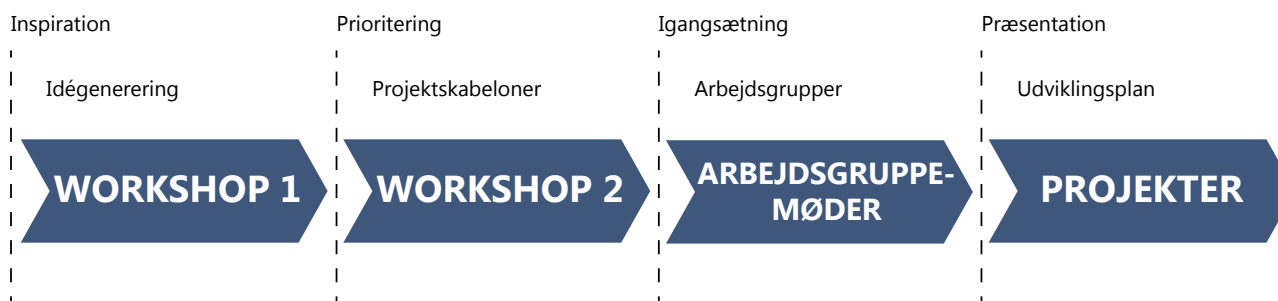 Inspiration
Prioritering
Igangsætning
Præsentation
Idégenerering
Projektskabeloner
Arbejdsgrupper
Udviklingsplan
WORKSHOP 1
WORKSHOP 2
ARBEJDSGRUPPE-
MØDER
PROJEKTER